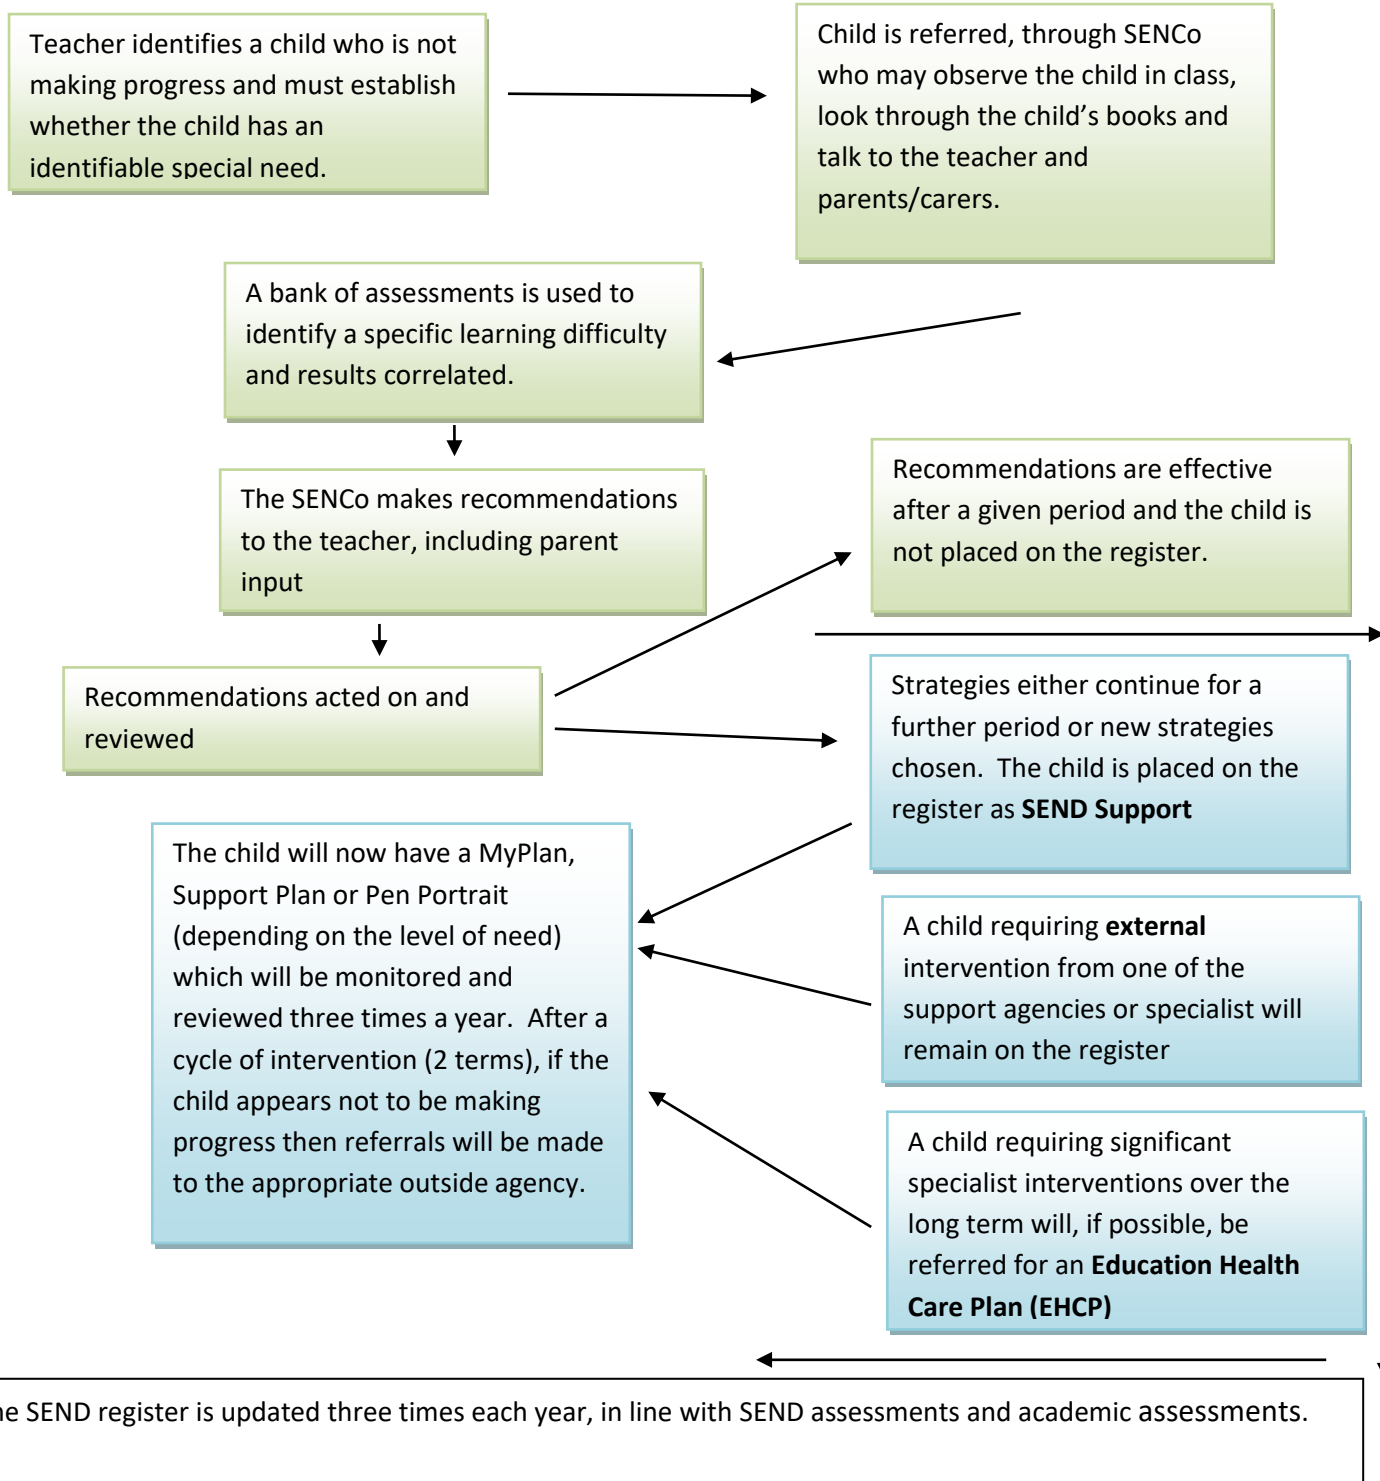 Teacher identifies a child who is not
making progress and must establish
whether the child has an
identifiable special need.
Child is referred, through SENCo
who may observe the child in class,
look through the child’s books and
talk to the teacher and
parents/carers.
A bank of assessments is used to
identify a specific learning difficulty
and results correlated.
The SENCo makes recommendations
to the teacher, including parent
input
Recommendations are effective
after a given period and the child is
not placed on the register.
Recommendations acted on and
reviewed
Strategies either continue for a
further period or new strategies
chosen.  The child is placed on the
register as SEND Support
The child will now have a MyPlan,
Support Plan or Pen Portrait
(depending on the level of need)
which will be monitored and
reviewed three times a year.  After a
cycle of intervention (2 terms), if the
child appears not to be making
progress then referrals will be made
to the appropriate outside agency.
A child requiring external
intervention from one of the
support agencies or specialist will
remain on the register
A child requiring significant
specialist interventions over the
long term will, if possible, be
referred for an Education Health
Care Plan (EHCP)
he SEND register is updated three times each year, in line with SEND assessments and academic assessments.